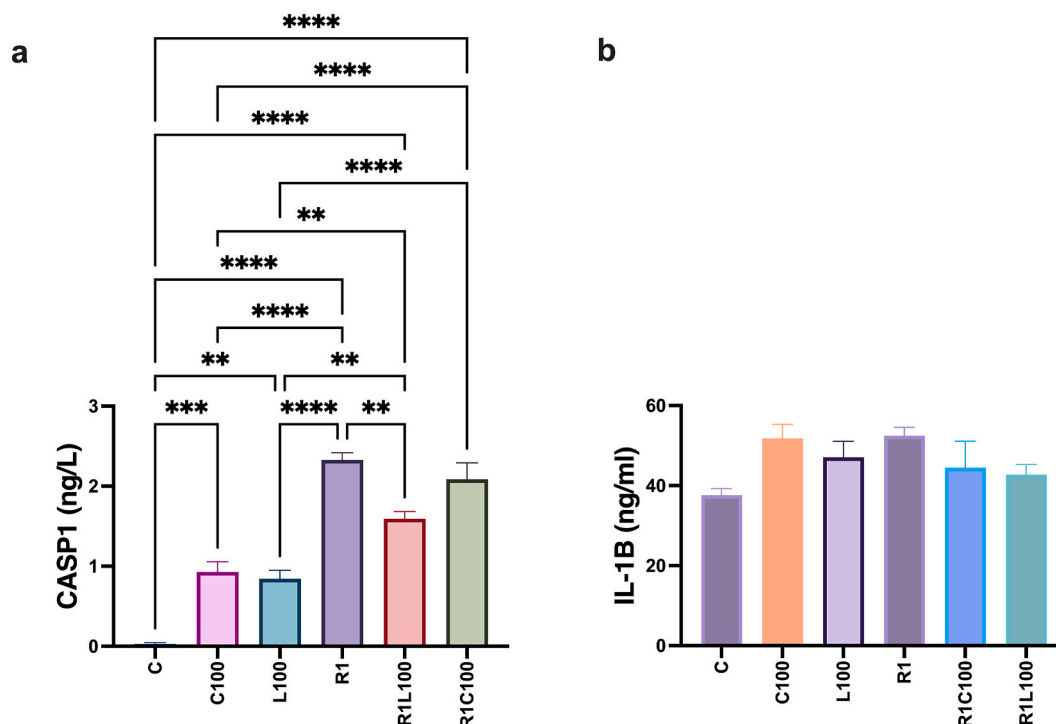 a
b
****
****
****
****
**
****
****
**
**
***
****
**
CASP1 (ng/L)
3
2
1
0
C
C100
L100
R1
R1L100
R1C100
IL-1B (ng/ml)
60
40
20
0
C
C100
L100
R1
R1C100
R1L100